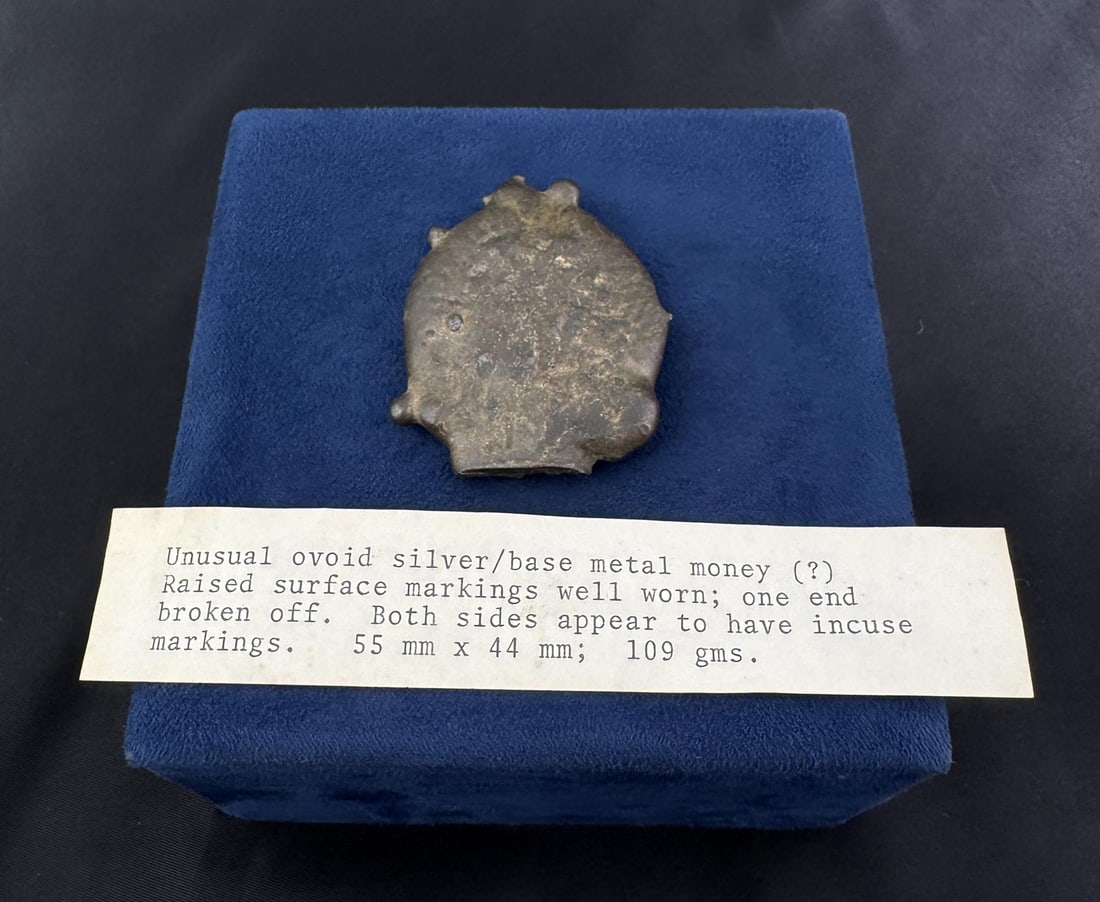 Unusual ovoid silver/base metal money (?)
Raised surface markings well worn; one end
broken off. Both sides appear to have incuse
markings. 55 mm x 44 mm; 109 gms.